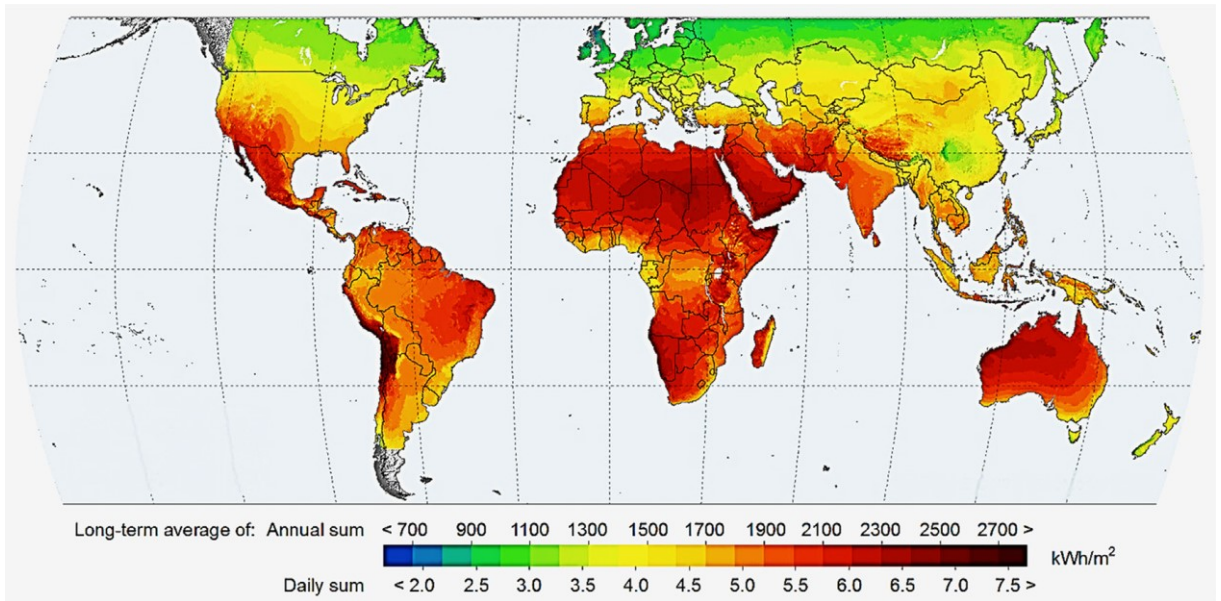 Long-term average of: Annual sum < 700 900 1100 1300 1500 1700 1900 2100 2300 2500 2700 >
kWh/m²
Daily sum < 2.0 2.5 3.0 3.5 4.0 4.5 5.0 5.5 6.0 6.5 7.0 7.5 >